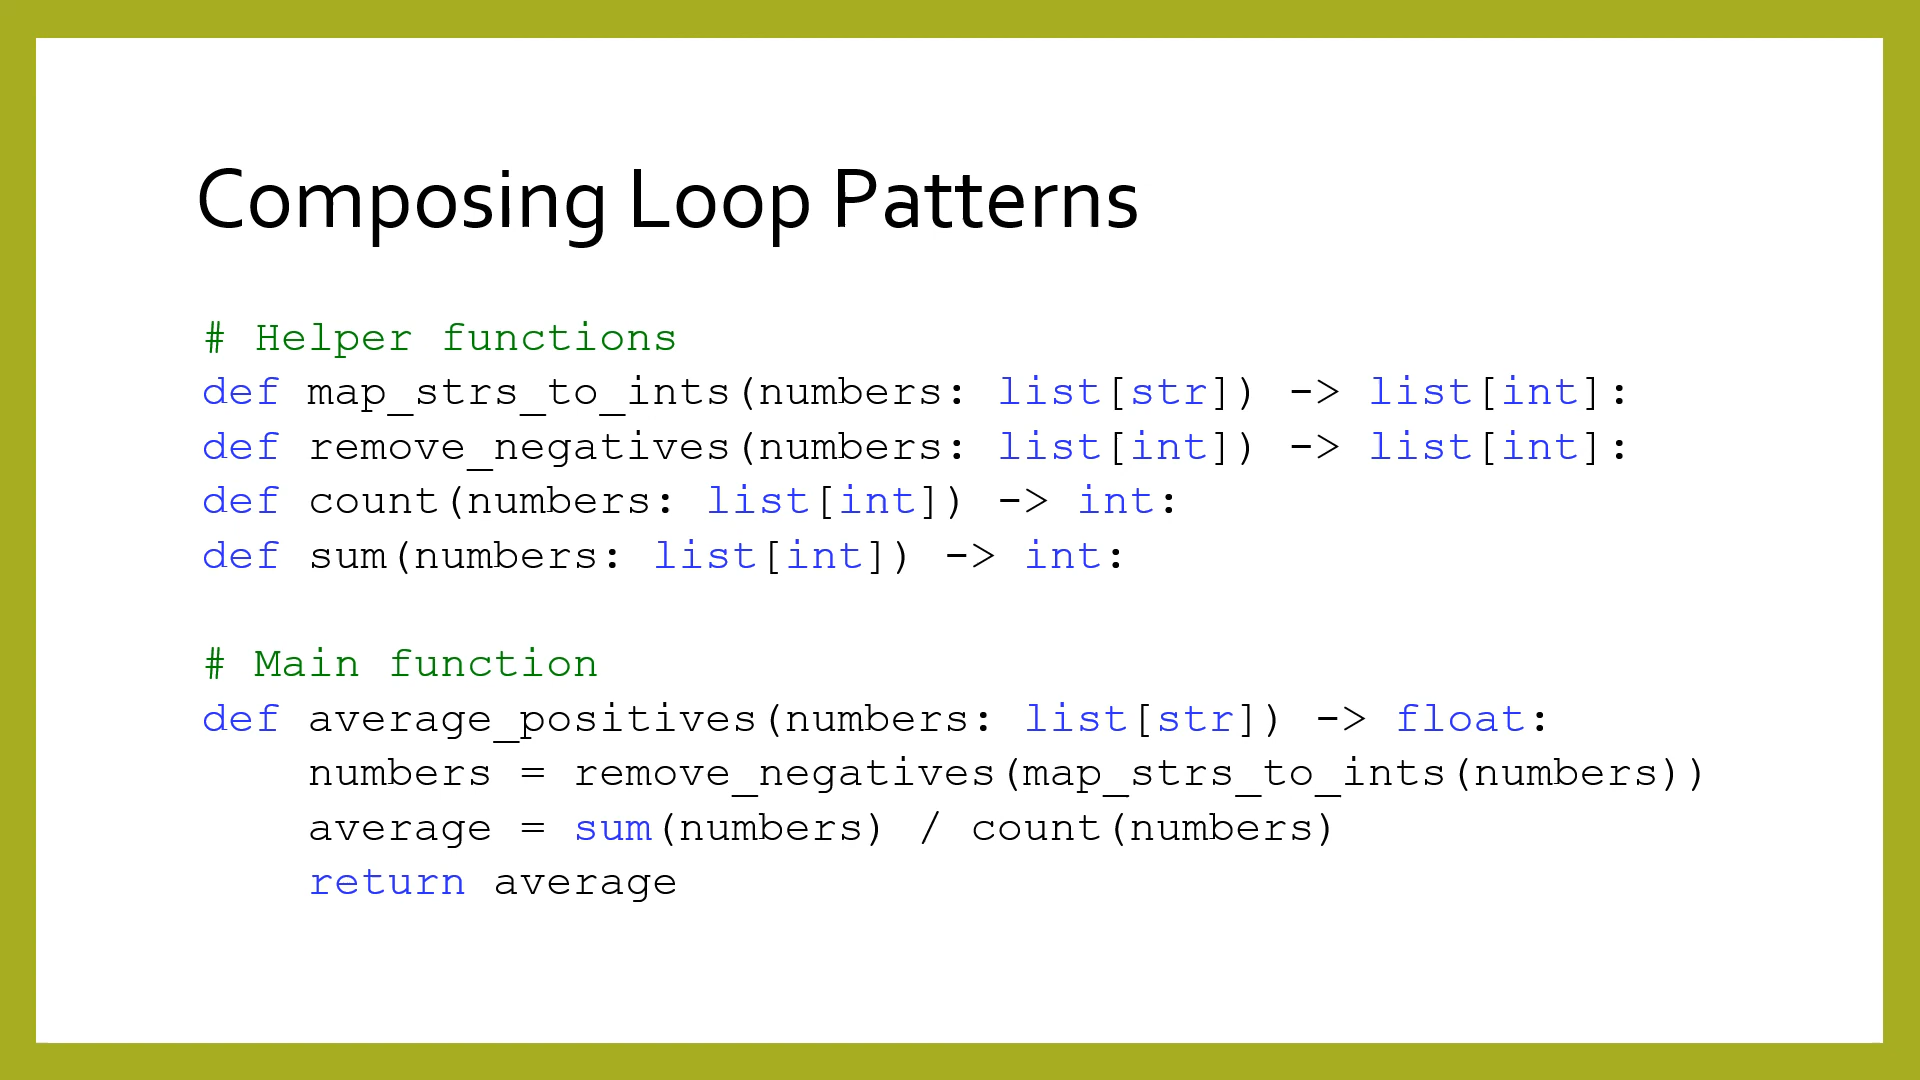 Composing Loop Patterns
# Helper functions
def map_strs_to_ints(numbers: list[str]) -> list[int]:
def remove_negatives(numbers: list[int]) -> list[int]:
def count(numbers: list[int]) -> int:
def sum(numbers: list[int]) -> int:
# Main function
def average_positives(numbers: list[str]) -> float:
    numbers = remove_negatives(map_strs_to_ints(numbers))
    average = sum(numbers) / count(numbers)
    return average